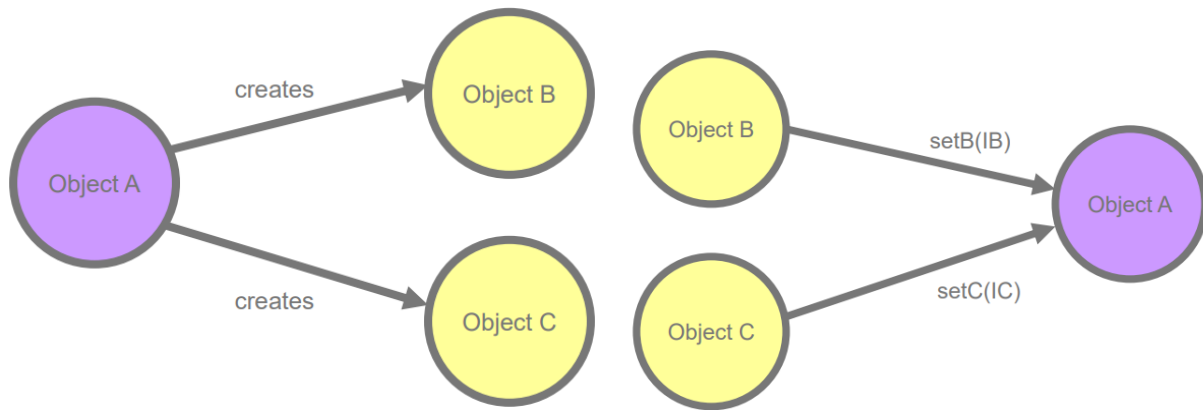 creates
Object B
Object A
creates
Object C
Object B
setB(IB)
Object A
setC(IC)
Object C